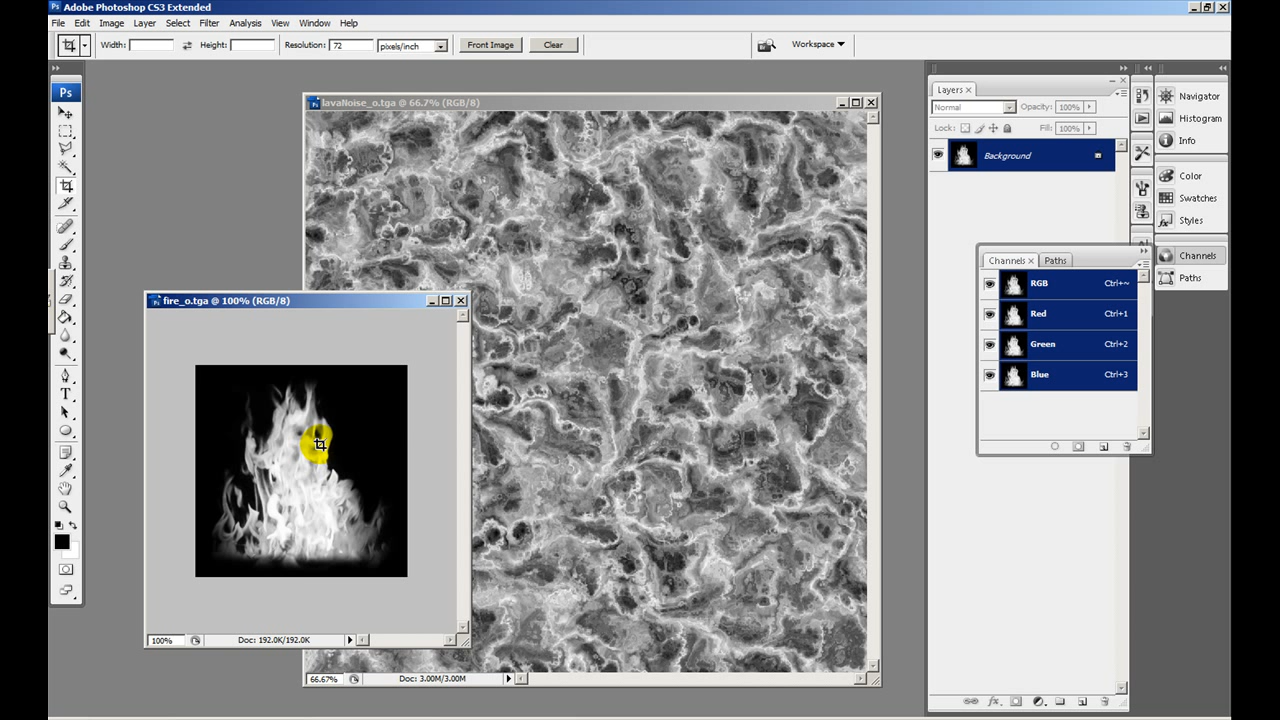 Adobe Photoshop CS3 Extended
File Edit Image Layer Select Filter Analysis View Window Help
Width: Height: Resolution: 72 pixels/inch Front Image Clear Workspace
Ps
lavaNoise_o.tga @ 66.7% (RGB/8)
fire_o.tga @ 100% (RGB/8)
100% Doc: 192.0K/192.0K
66.67% Doc: 3.00M/3.00M
Layers x
Normal Opacity: 100%
Lock: Fill: 100%
Background
Channels x Paths
RGB Ctrl+~
Red Ctrl+1
Green Ctrl+2
Blue Ctrl+3
Navigator
Histogram
Info
Color
Swatches
Styles
Channels
Paths